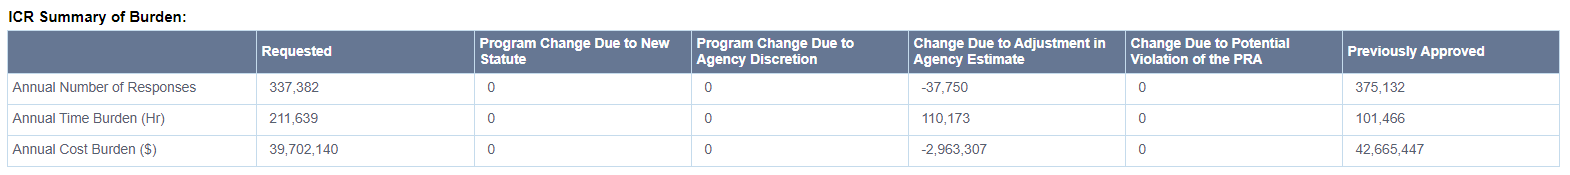 ICR Summary of Burden:
Requested Program Change Due to New Statute Program Change Due to Agency Discretion Change Due to Adjustment in Agency Estimate Change Due to Potential Violation of the PRA Previously Approved
Annual Number of Responses 337,382 0 0 -37,750 0 375,132
Annual Time Burden (Hr) 211,639 0 0 110,173 0 101,466
Annual Cost Burden ($) 39,702,140 0 0 -2,963,307 0 42,665,447